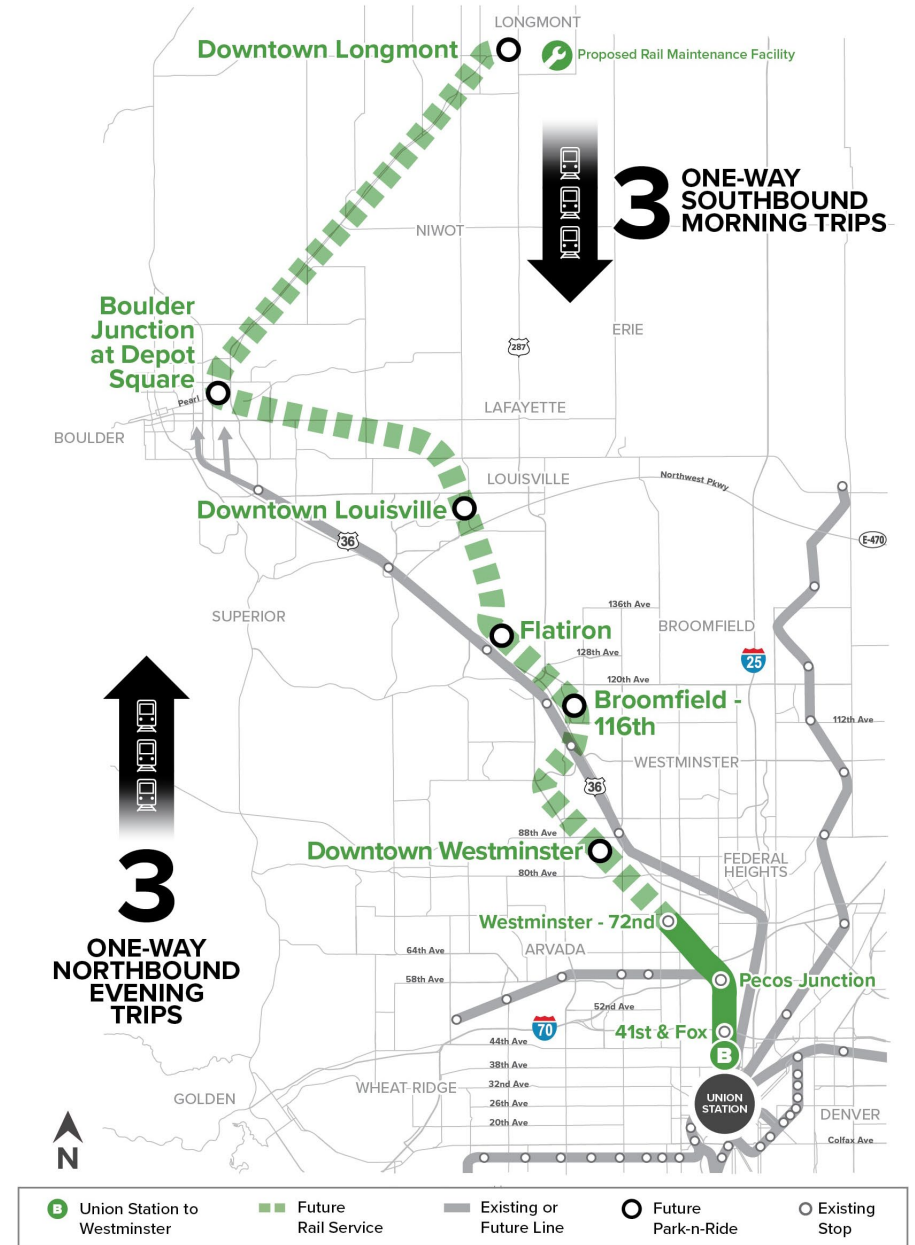 LONGMONT
Downtown Longmont
Proposed Rail Maintenance Facility
3
ONE-WAY
SOUTHBOUND
MORNING TRIPS
NIWOT
Boulder
Junction
at Depot
Square
ERIE
287
Pearl
LAFAYETTE
BOULDER
LOUISVILLE
Northwest Pkwy
Downtown Louisville
36
E-470
136th Ave
SUPERIOR
BROOMFIELD
Flatiron
128th Ave
25
120th Ave
Broomfield -
116th
112th Ave
WESTMINSTER
36
88th Ave
Downtown Westminster
FEDERAL
HEIGHTS
80th Ave
3
ONE-WAY
NORTHBOUND
EVENING
TRIPS
Westminster - 72nd
ARVADA
64th Ave
58th Ave
Pecos Junction
52nd Ave
70
41st & Fox
44th Ave
B
38th Ave
WHEAT RIDGE
32nd Ave
GOLDEN
26th Ave
UNION
STATION
20th Ave
DENVER
Colfax Ave
N
B
Union Station to
Westminster
Future
Rail Service
Existing or
Future Line
Future
Park-n-Ride
Existing
Stop